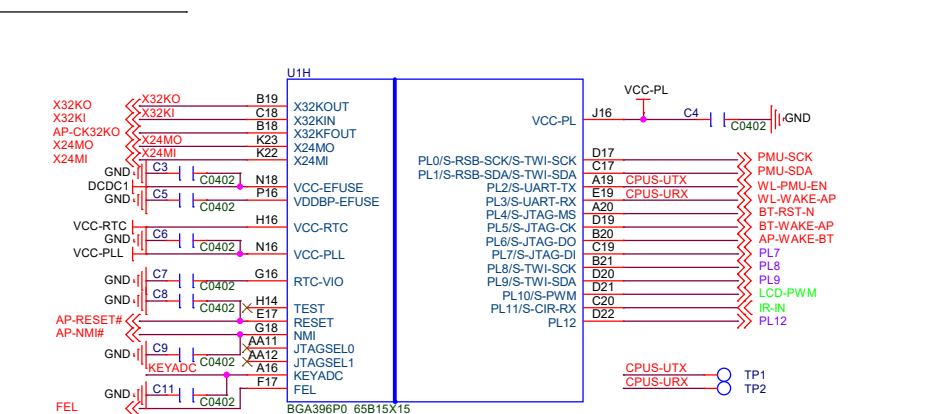 U1H
X32KO X32KO B19 X32KOUT
X32KI X32KI C18 X32KIN
AP-CK32KO B18 X32KFOUT
X24MO X24MO K23 X24MO
X24MI X24MI K22 X24MI
GND C3 C0402
DCDC1 N18 VCC-EFUSE
GND C5 C0402 P16 VDDBP-EFUSE
VCC-RTC H16 VCC-RTC
GND C6 C0402
VCC-PLL N16 VCC-PLL
GND C7 C0402 G16 RTC-VIO
GND C8 C0402 H14 TEST
AP-RESET# E17 RESET
AP-NMI# G18 NMI
AA11 JTAGSEL0
GND C9 C0402 AA12 JTAGSEL1
KEYADC A16 KEYADC
GND C11 C0402 F17 FEL
FEL
BGA396P0_65B15X15
VCC-PL
VCC-PL J16 C4 C0402 GND
PL0/S-RSB-SCK/S-TWI-SCK D17 PMU-SCK
PL1/S-RSB-SDA/S-TWI-SDA C17 PMU-SDA
PL2/S-UART-TX A19 CPUS-UTX WL-PMU-EN
PL3/S-UART-RX E19 CPUS-URX WL-WAKE-AP
PL4/S-JTAG-MS A20 BT-RST-N
PL5/S-JTAG-CK D19 BT-WAKE-AP
PL6/S-JTAG-DO B20 AP-WAKE-BT
PL7/S-JTAG-DI C19 PL7
PL8/S-TWI-SCK B21 PL8
PL9/S-TWI-SDA D20 PL9
PL10/S-PWM D21 LCD-PWM
PL11/S-CIR-RX C20 IR-IN
PL12 D22 PL12
CPUS-UTX TP1
CPUS-URX TP2